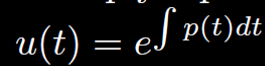 u(t) = e^{∫ p(t)dt}